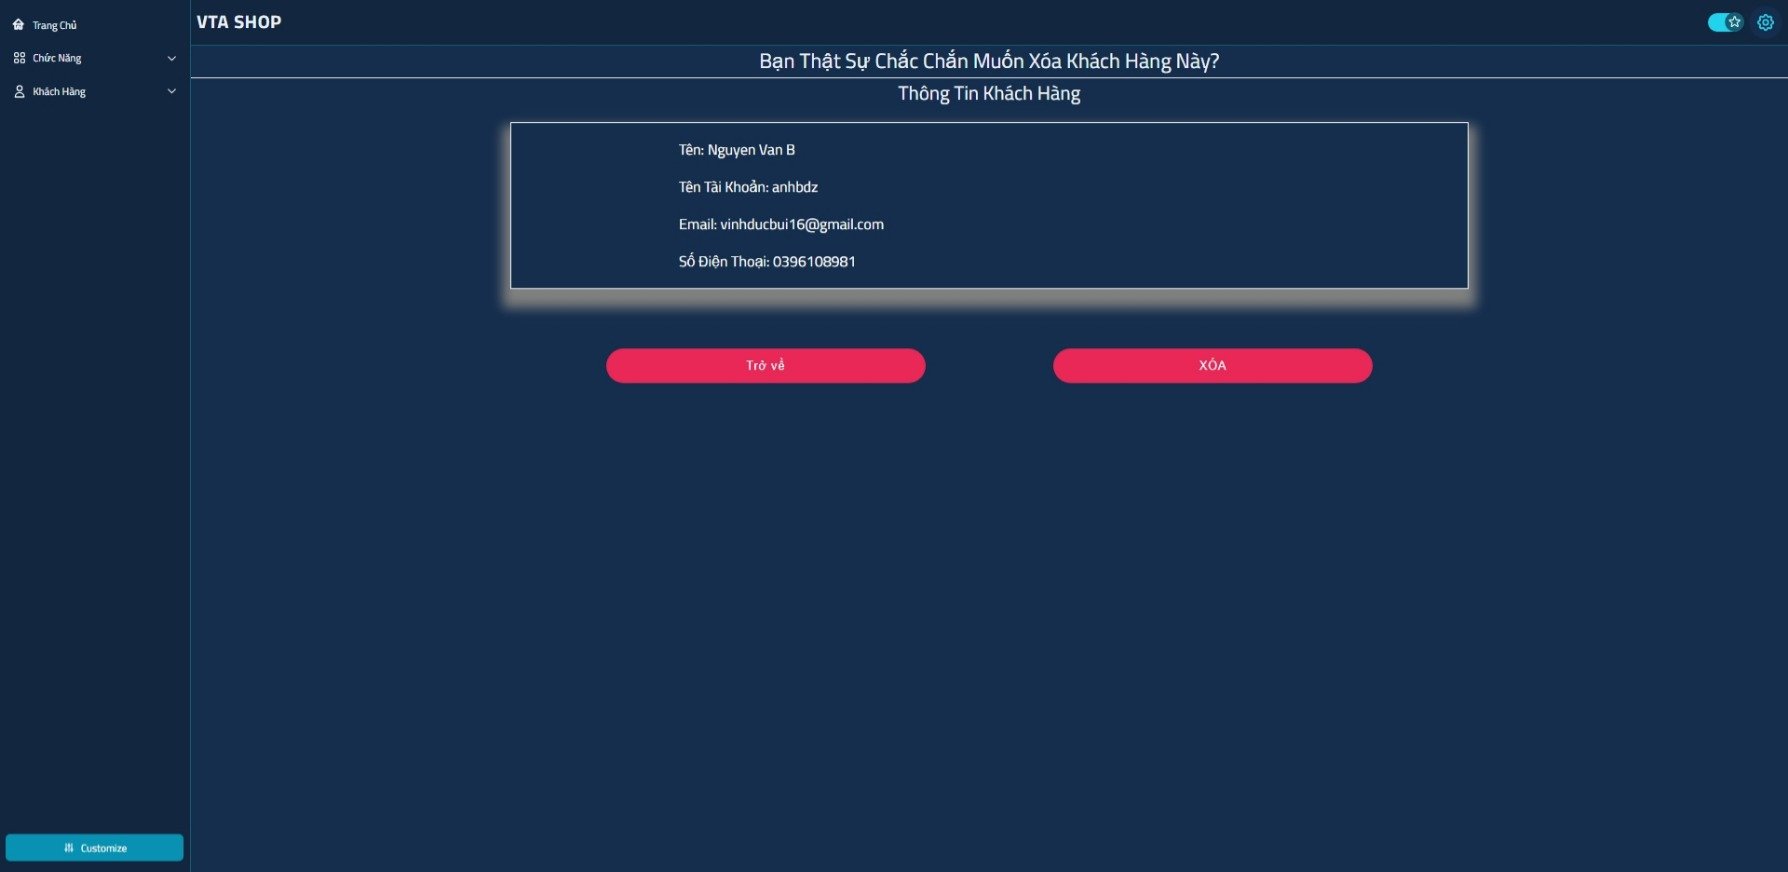 Trang Chủ
Chức Năng
Khách Hàng
VTA SHOP
Bạn Thật Sự Chắc Chắn Muốn Xóa Khách Hàng Này?
Thông Tin Khách Hàng
Tên: Nguyen Van B
Tên Tài Khoản: anhbdz
Email: vinhducbui16@gmail.com
Số Điện Thoại: 0396108981
Trở về
XÓA
Customize